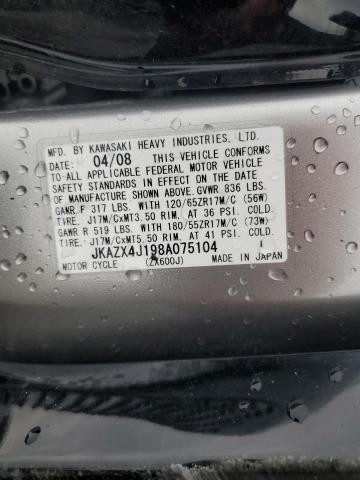 MFD. BY KAWASAKI HEAVY INDUSTRIES, LTD.
DATE: 04/08 THIS VEHICLE CONFORMS
TO ALL APPLICABLE FEDERAL MOTOR VEHICLE
SAFETY STANDARDS IN EFFECT ON THE DATE OF
MANUFACTURE SHOWN ABOVE. GVWR 836 LBS.
GAWR F 317 LBS. WITH 120/65ZR17M/C (56W)
TIRE, J17M/CxMT3.50 RIM, AT 36 PSI COLD.
GAWR R 519 LBS. WITH 180/55ZR17M/C (73W)
TIRE, J17M/CxMT5.50 RIM, AT 41 PSI. COLD.
JKAZX4J198A075104
MOTOR CYCLE (ZX600J) MADE IN JAPAN